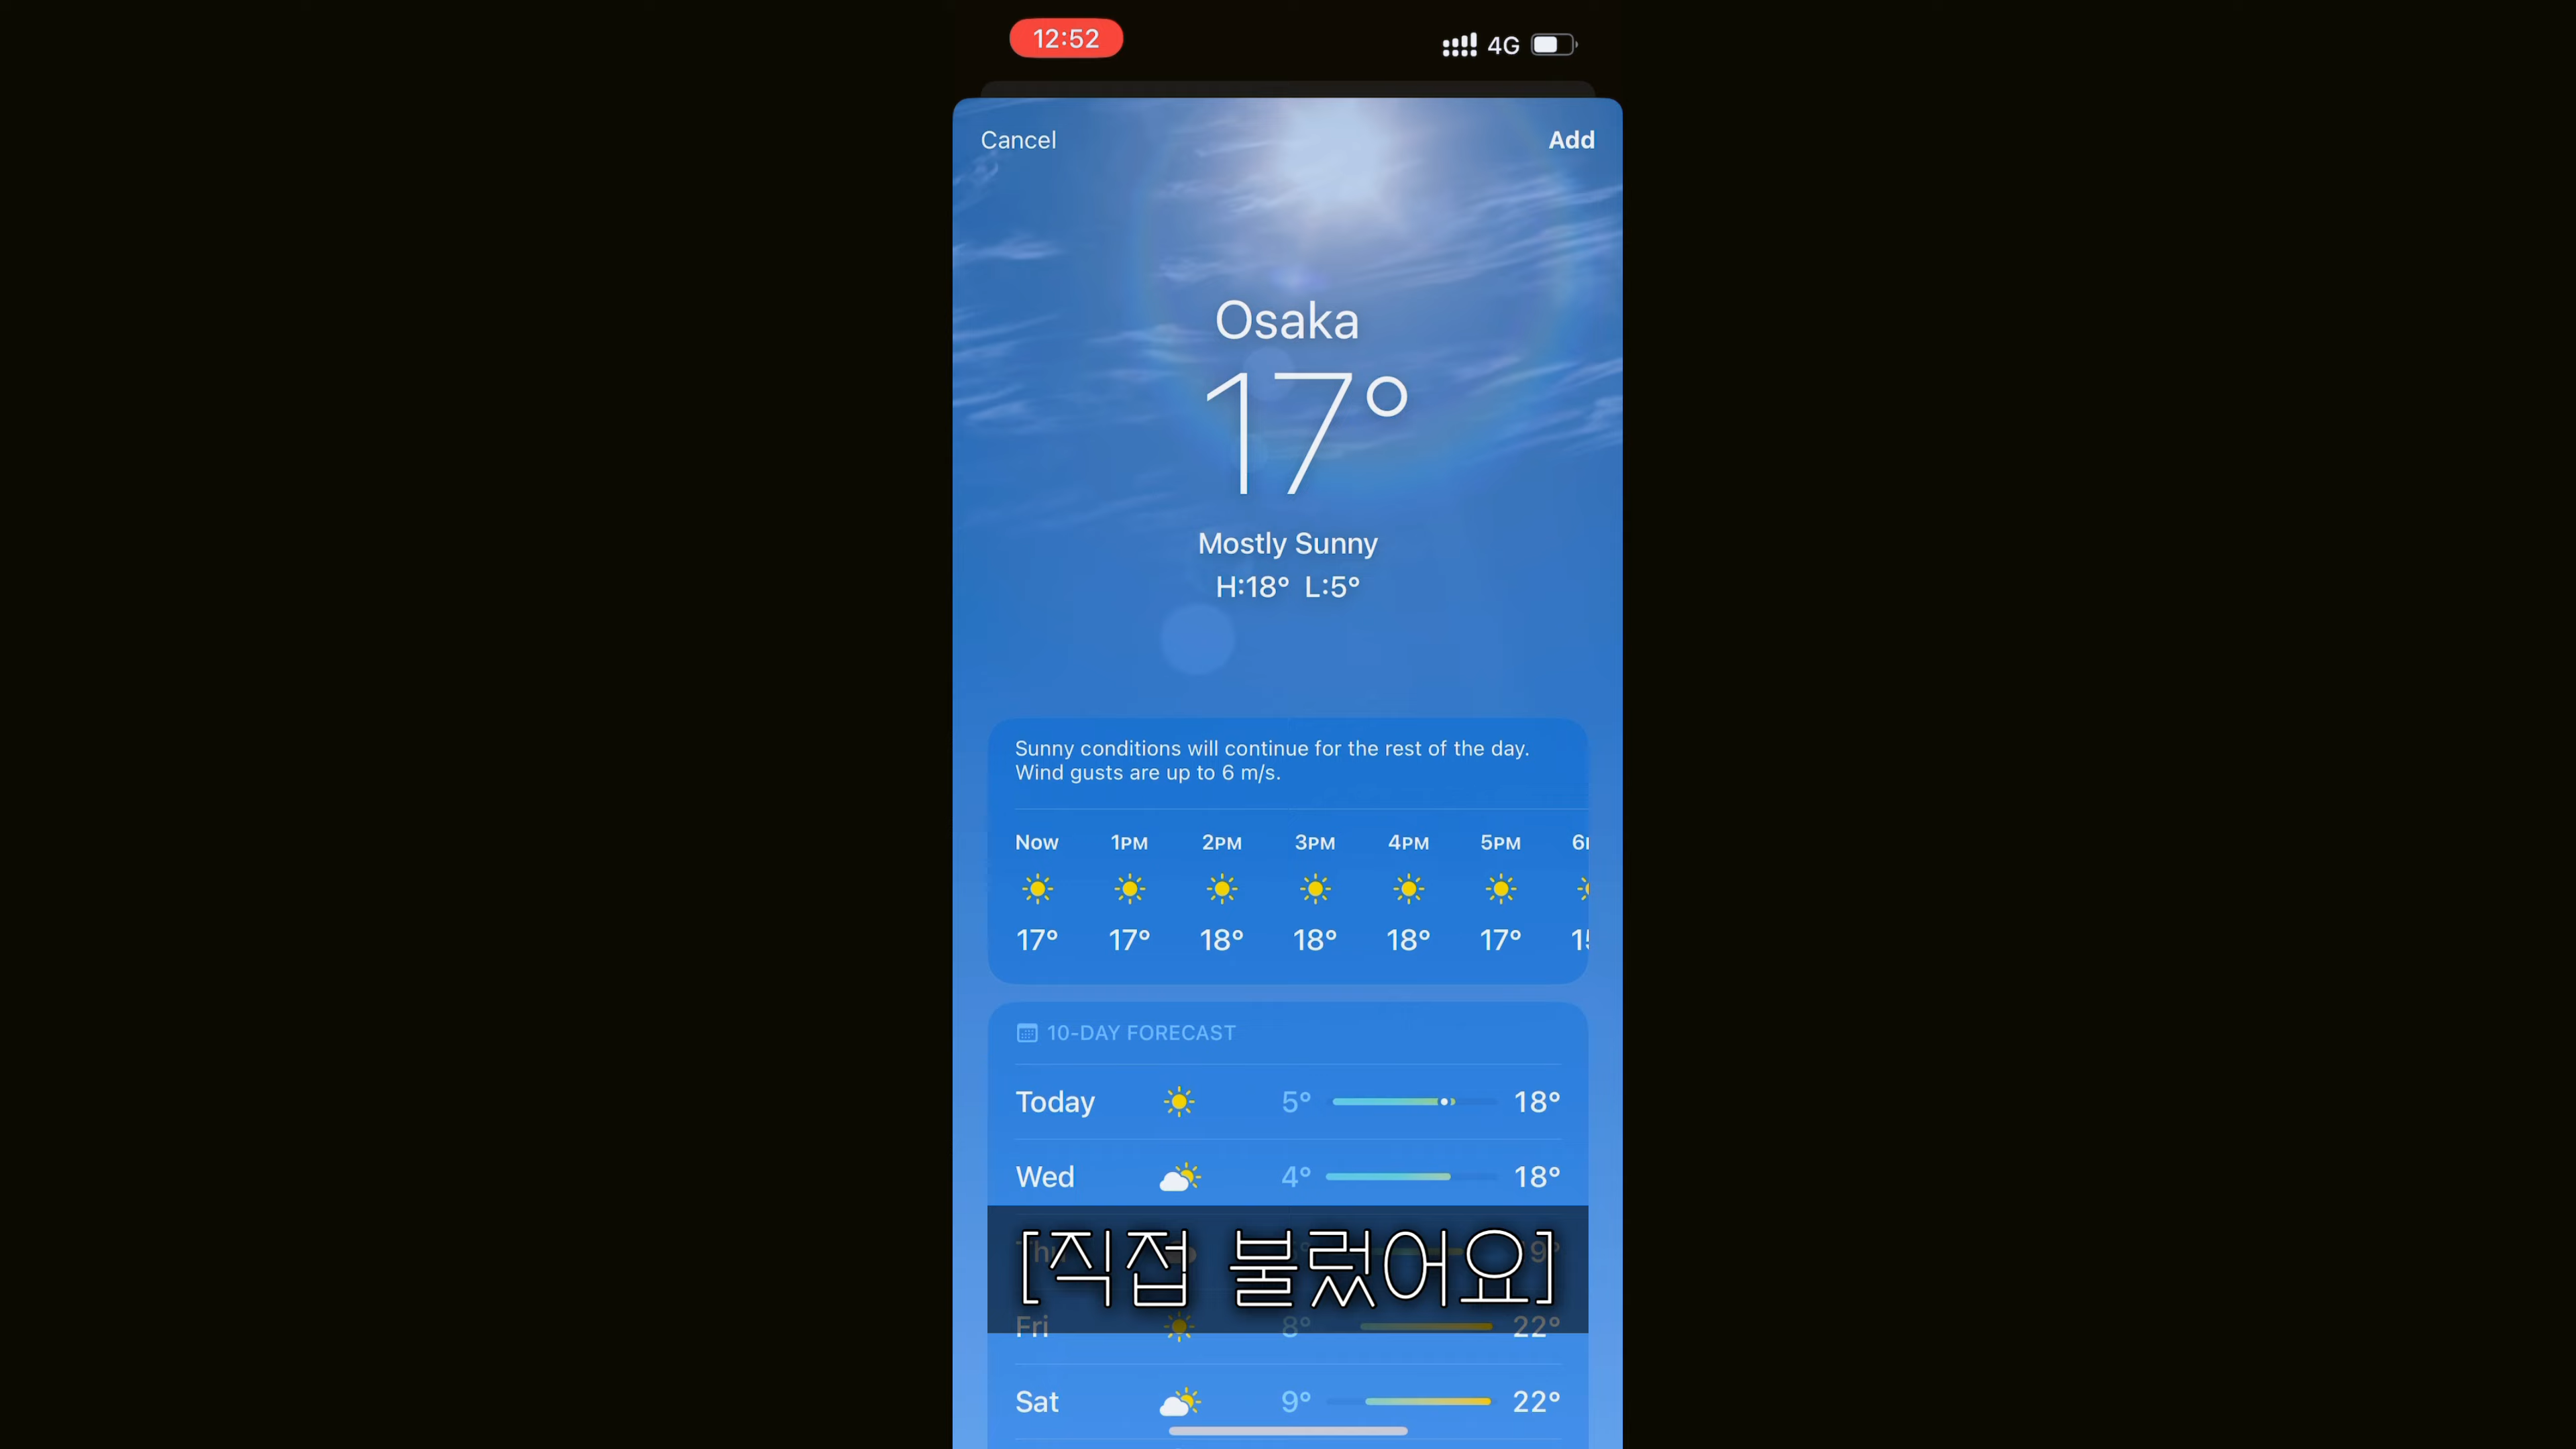 12:52
4G
Cancel
Add
Osaka
17°
Mostly Sunny
H:18° L:5°
Sunny conditions will continue for the rest of the day.
Wind gusts are up to 6 m/s.
Now 1PM 2PM 3PM 4PM 5PM
17° 17° 18° 18° 18° 17°
10-DAY FORECAST
Today 5° 18°
Wed 4° 18°
[직접 불렀어요]
Fri 8° 22°
Sat 9° 22°